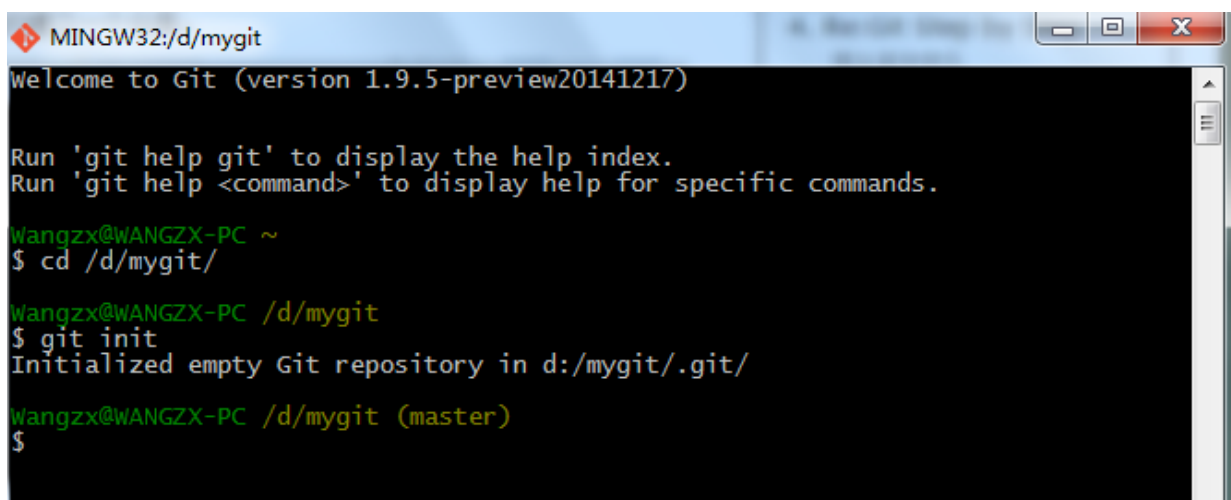 MINGW32:/d/mygit
Welcome to Git (version 1.9.5-preview20141217)
Run 'git help git' to display the help index.
Run 'git help <command>' to display help for specific commands.
Wangzx@WANGZX-PC ~
$ cd /d/mygit/
Wangzx@WANGZX-PC /d/mygit
$ git init
Initialized empty Git repository in d:/mygit/.git/
Wangzx@WANGZX-PC /d/mygit (master)
$